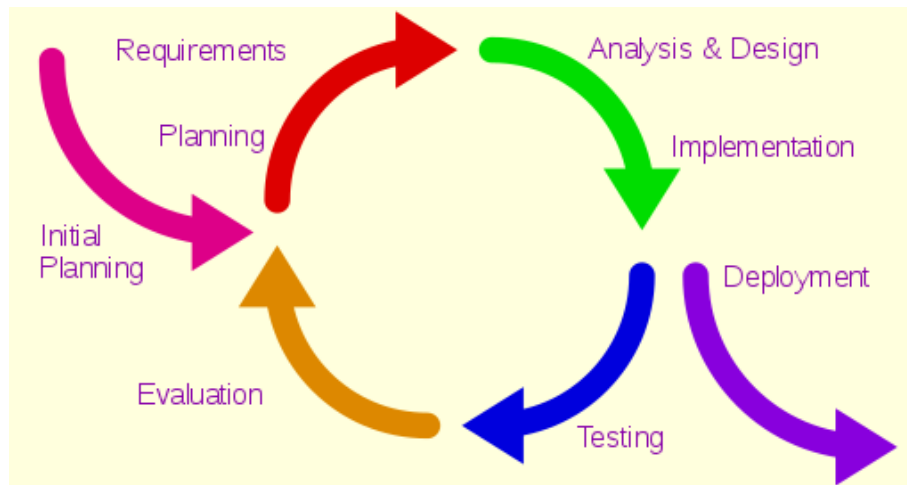 Requirements
Analysis & Design
Planning
Implementation
Initial
Planning
Deployment
Evaluation
Testing